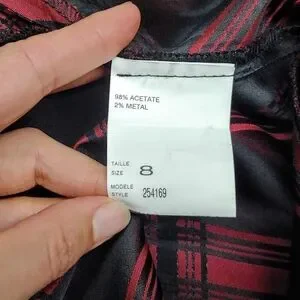 98% ACETATE
2% METAL
TAILLE
SIZE 8
MODELE
STYLE 254169